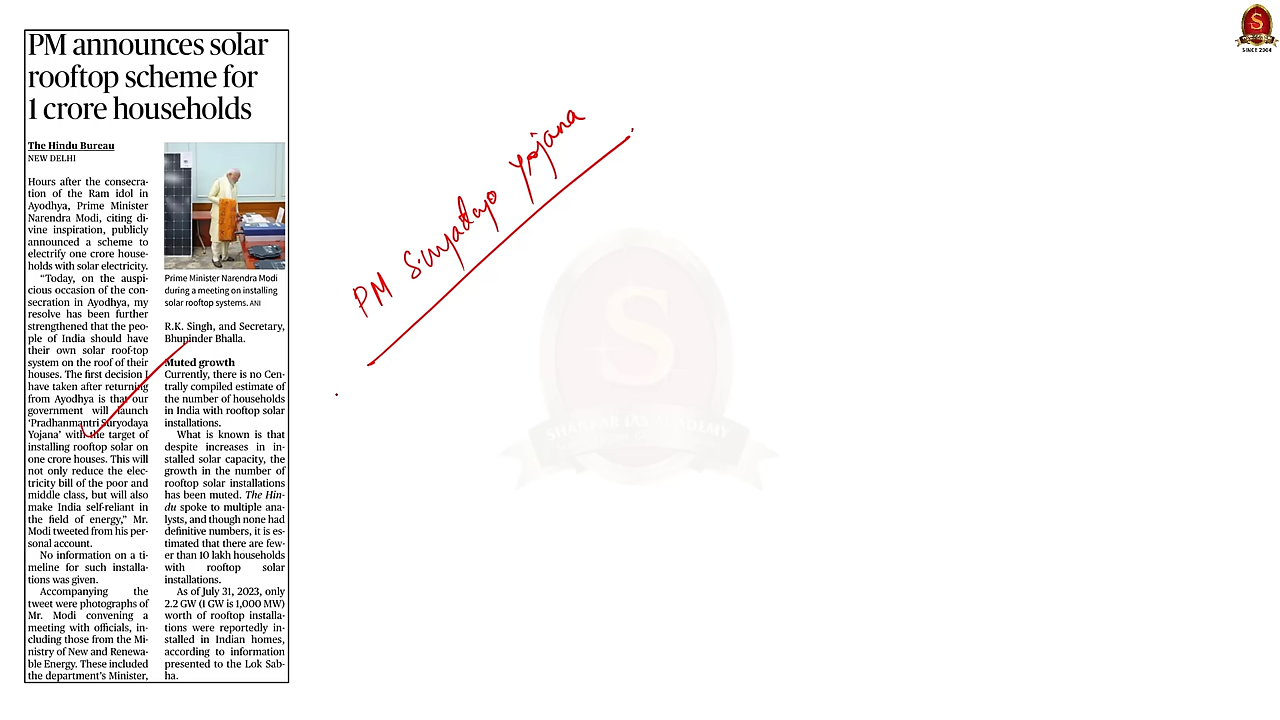 PM announces solar
rooftop scheme for
1 crore households
The Hindu Bureau
NEW DELHI
Hours after the consecra-
tion of the Ram idol in
Ayodhya, Prime Minister
Narendra Modi, citing di-
vine inspiration, publicly
announced a scheme to
electrify one crore house-
holds with solar electricity.
“Today, on the auspi-
cious occasion of the con-
secration in Ayodhya, my
resolve has been further
strengthened that the peo-
ple of India should have
their own solar roof-top
system on the roof of their
houses. The first decision I
have taken after returning
from Ayodhya is that our
government will launch
‘Pradhanmantri Suryodaya
Yojana’ with the target of
installing rooftop solar on
one crore houses. This will
not only reduce the elec-
tricity bill of the poor and
middle class, but will also
make India self-reliant in
the field of energy,” Mr.
Modi tweeted from his per-
sonal account.
No information on a ti-
meline for such installa-
tions was given.
Accompanying the
tweet were photographs of
Mr. Modi convening a
meeting with officials, in-
cluding those from the Mi-
nistry of New and Renewa-
ble Energy. These included
the department's Minister,
Prime Minister Narendra Modi
during a meeting on installing
solar rooftop systems. ANI
R.K. Singh, and Secretary,
Bhupinder Bhalla.
Muted growth
Currently, there is no Cen-
trally compiled estimate of
the number of households
in India with rooftop solar
installations.
What is known is that
despite increases in in-
stalled solar capacity, the
growth in the number of
rooftop solar installations
has been muted. The Hin-
du spoke to multiple ana-
lysts, and though none had
definitive numbers, it is es-
timated that there are few-
er than 10 lakh households
with rooftop solar
installations.
As of July 31, 2023, only
2.2 GW (1 GW is 1,000 MW)
worth of rooftop installa-
tions were reportedly in-
stalled in Indian homes,
according to information
presented to the Lok Sab-
ha.
PM Suryadayo Yojana
S
SHANKAR IAS ACADEMY
S
SINCE 2004